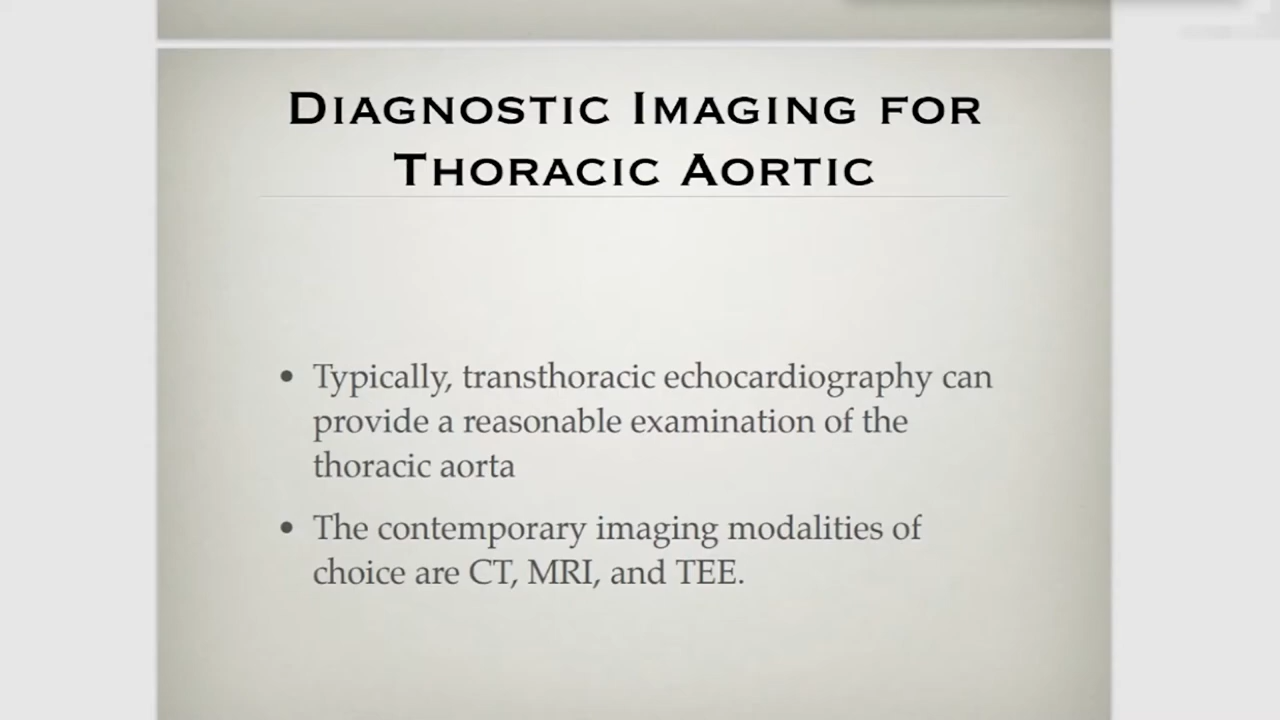 Diagnostic Imaging for
Thoracic Aortic
• Typically, transthoracic echocardiography can
provide a reasonable examination of the
thoracic aorta
• The contemporary imaging modalities of
choice are CT, MRI, and TEE.